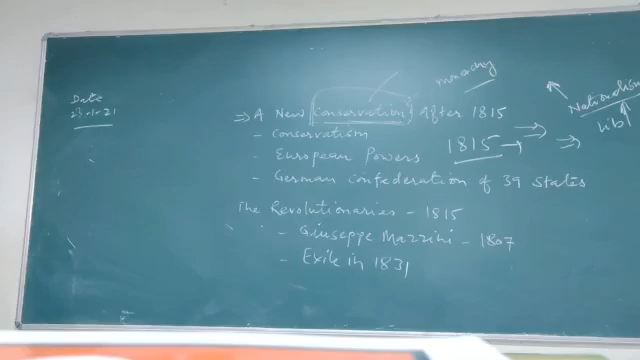 Date
23-1-21
monarchy
⇒ A New Conservation After 1815
- Conservatism
- European Powers
- German Confederation of 39 States
1815 →
Nationalism
lib
The Revolutionaries - 1815
- Giuseppe Mazzini - 1807
- Exile in 1831